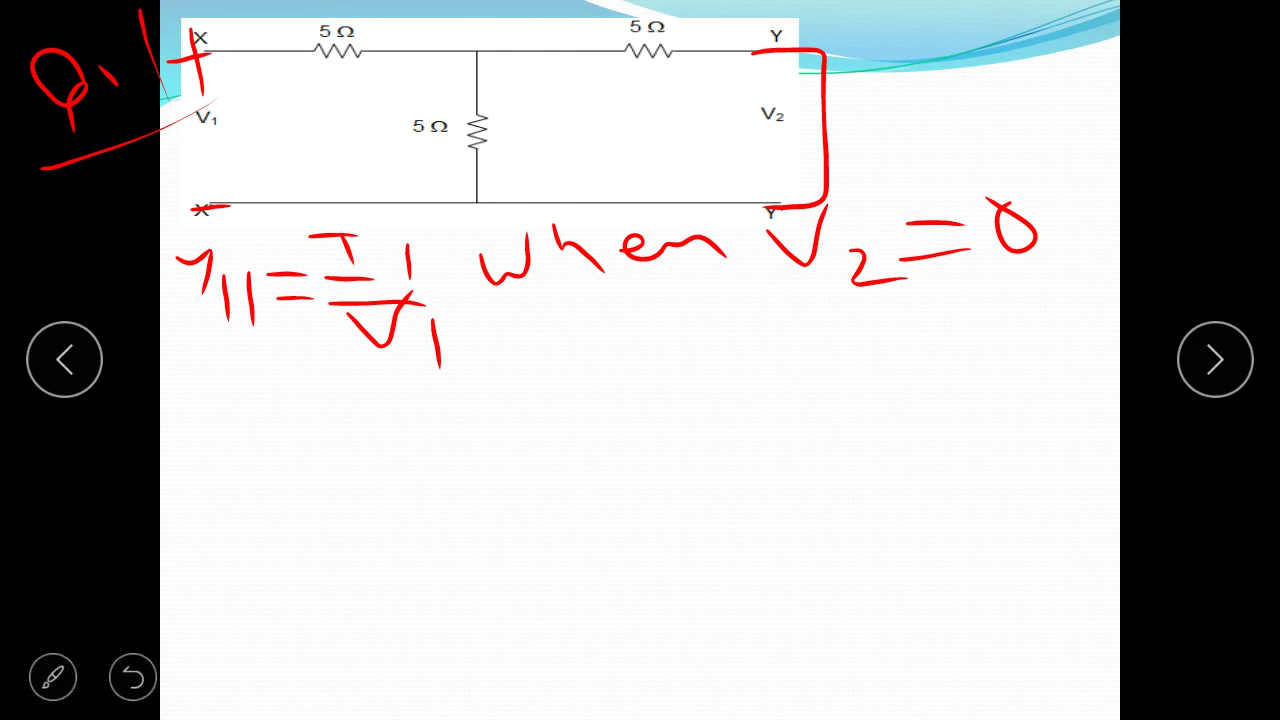 Q.1
X
5 Ω
5 Ω
Y
V₁
5 Ω
V₂
X
Y
Y11 = I1 / V1 when V2 = 0